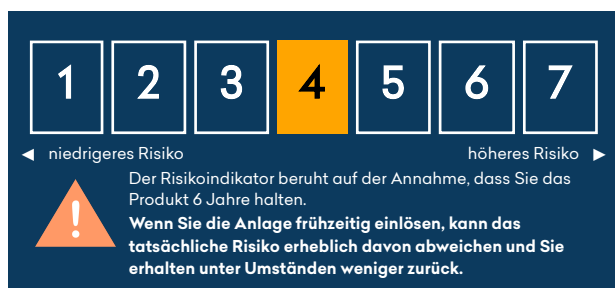 1 2 3 4 5 6 7
◄ niedrigeres Risiko höheres Risiko ►
Der Risikoindikator beruht auf der Annahme, dass Sie das
Produkt 6 Jahre halten.
Wenn Sie die Anlage frühzeitig einlösen, kann das
tatsächliche Risiko erheblich davon abweichen und Sie
erhalten unter Umständen weniger zurück.